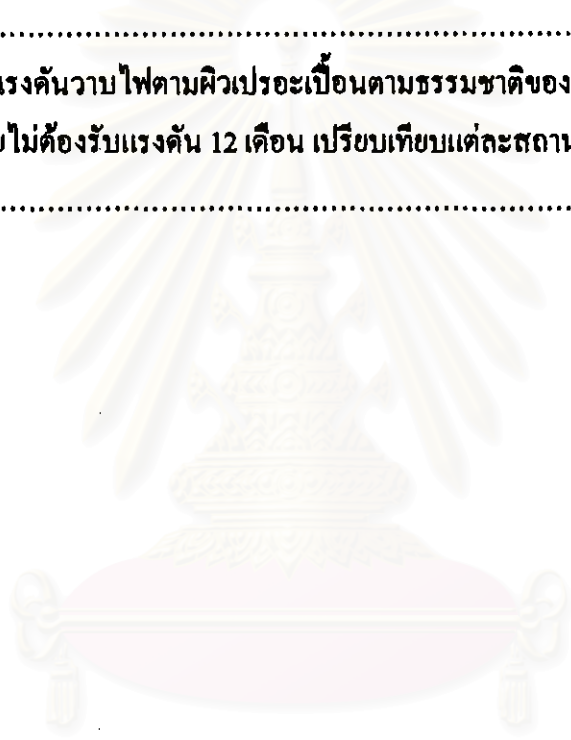 ........................................................................
แรงดันวาบไฟตามผิวเปรอะเปื้อนตามธรรมชาติของ
ไม่ต้องรับแรงดัน 12 เดือน เปรียบเทียบแต่ละสถาน
........................................................................